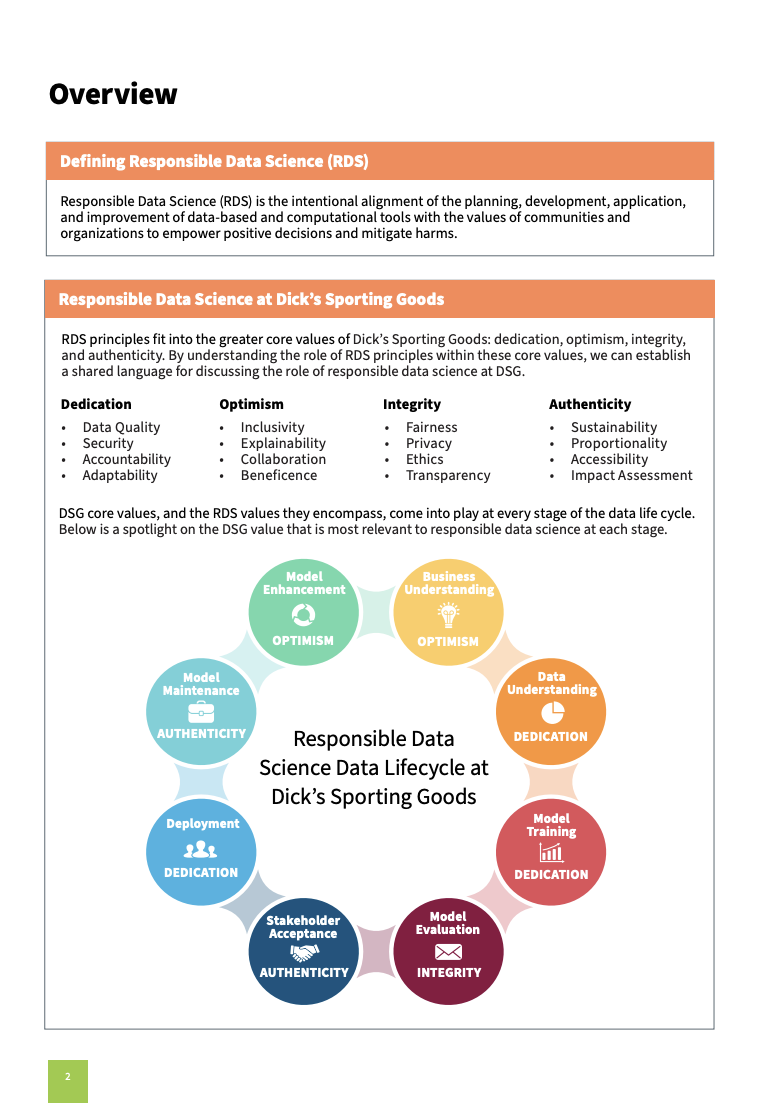 Overview
Defining Responsible Data Science (RDS)
Responsible Data Science (RDS) is the intentional alignment of the planning, development, application,
and improvement of data-based and computational tools with the values of communities and
organizations to empower positive decisions and mitigate harms.
Responsible Data Science at Dick’s Sporting Goods
RDS principles fit into the greater core values of Dick’s Sporting Goods: dedication, optimism, integrity,
and authenticity. By understanding the role of RDS principles within these core values, we can establish
a shared language for discussing the role of responsible data science at DSG.
Dedication
• Data Quality
• Security
• Accountability
• Adaptability
Optimism
• Inclusivity
• Explainability
• Collaboration
• Beneficence
Integrity
• Fairness
• Privacy
• Ethics
• Transparency
Authenticity
• Sustainability
• Proportionality
• Accessibility
• Impact Assessment
DSG core values, and the RDS values they encompass, come into play at every stage of the data life cycle.
Below is a spotlight on the DSG value that is most relevant to responsible data science at each stage.
Model
Enhancement
OPTIMISM
Business
Understanding
OPTIMISM
Data
Understanding
DEDICATION
Model
Training
DEDICATION
Model
Evaluation
INTEGRITY
Stakeholder
Acceptance
AUTHENTICITY
Deployment
DEDICATION
Model
Maintenance
AUTHENTICITY
Responsible Data
Science Data Lifecycle at
Dick’s Sporting Goods
2